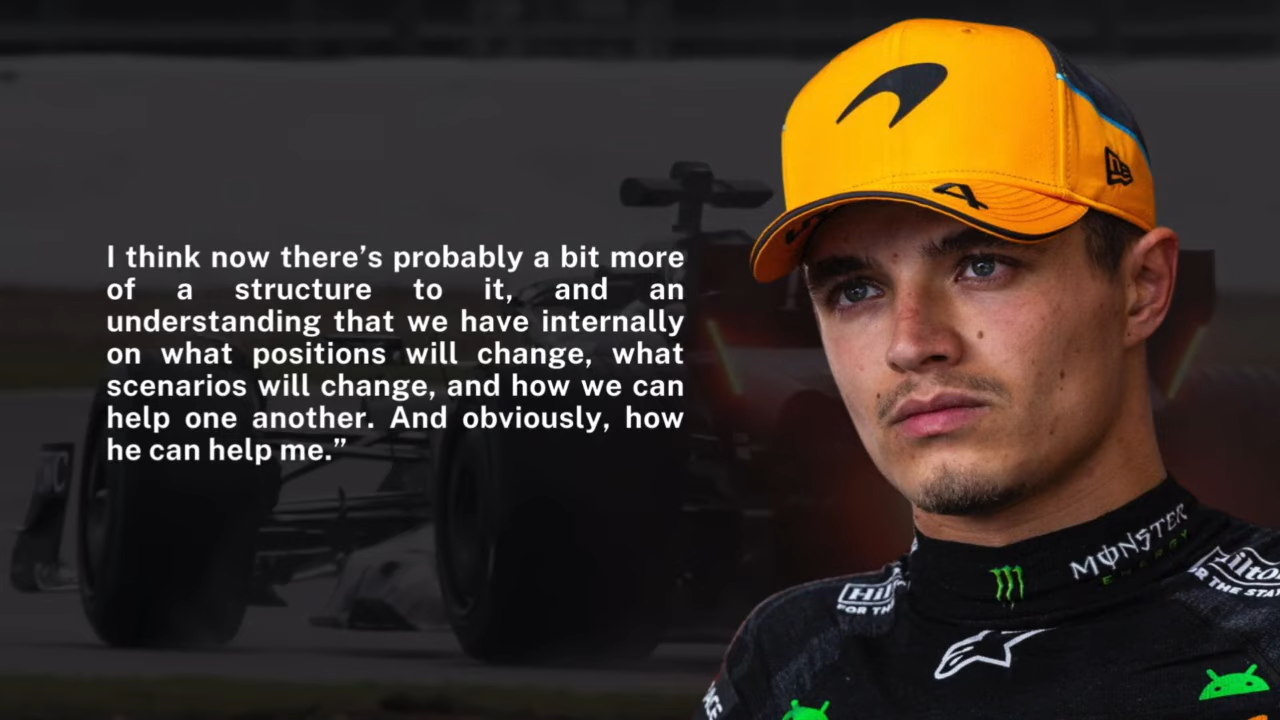 I think now there’s probably a bit more
of a structure to it, and an
understanding that we have internally
on what positions will change, what
scenarios will change, and how we can
help one another. And obviously, how
he can help me.”
4
MONSTER
ENERGY
Hilton
FOR THE STAY